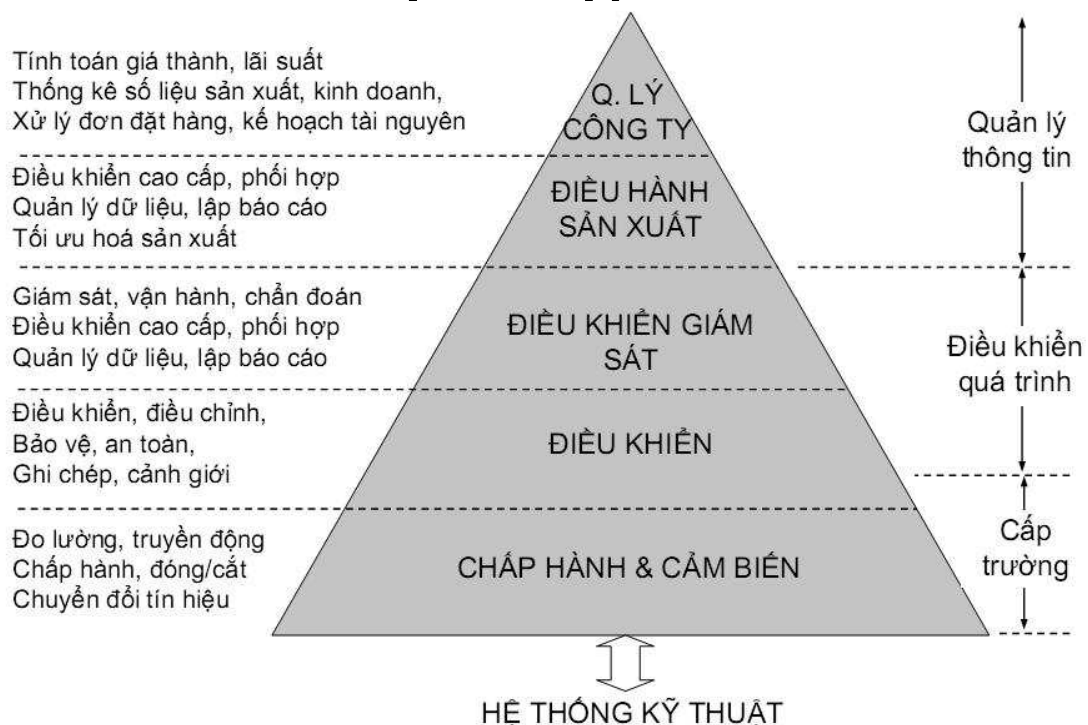 Tính toán giá thành, lãi suất
Thống kê số liệu sản xuất, kinh doanh,
Xử lý đơn đặt hàng, kế hoạch tài nguyên
Q. LÝ
CÔNG TY
Quản lý
thông tin
Điều khiển cao cấp, phối hợp
Quản lý dữ liệu, lập báo cáo
Tối ưu hoá sản xuất
ĐIỀU HÀNH
SẢN XUẤT
Giám sát, vận hành, chẩn đoán
Điều khiển cao cấp, phối hợp
Quản lý dữ liệu, lập báo cáo
ĐIỀU KHIỂN GIÁM
SÁT
Điều khiển
quá trình
Điều khiển, điều chỉnh,
Bảo vệ, an toàn,
Ghi chép, cảnh giới
ĐIỀU KHIỂN
Đo lường, truyền động
Chấp hành, đóng/cắt
Chuyển đổi tín hiệu
CHẤP HÀNH & CẢM BIẾN
Cấp
trường
HỆ THỐNG KỸ THUẬT